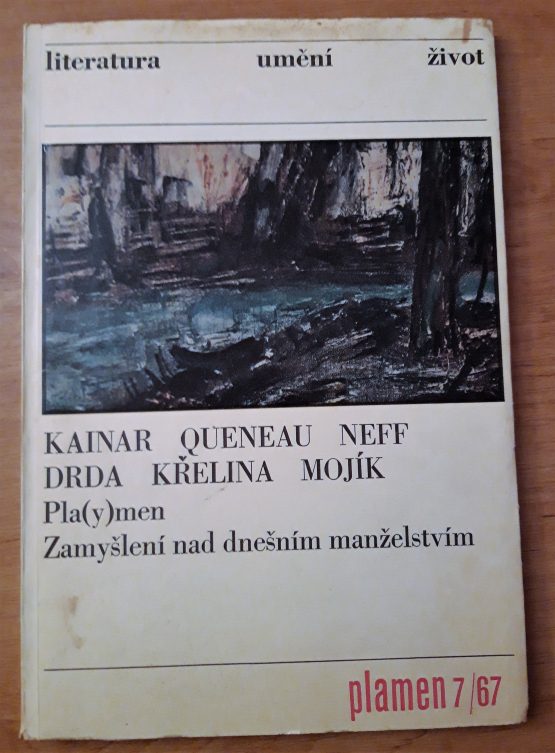 literatura umění život
KAINAR QUENEAU NEFF
DRDA KŘELINA MOJÍK
Pla(y)men
Zamyšlení nad dnešním manželstvím
plamen 7/67